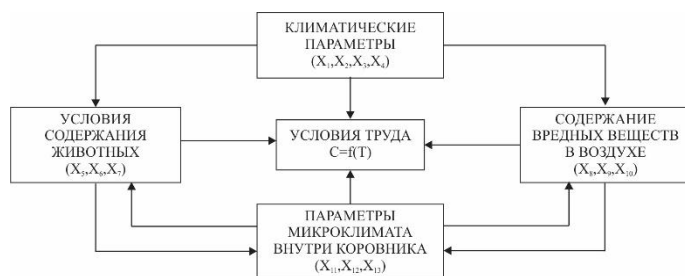 КЛИМАТИЧЕСКИЕ
ПАРАМЕТРЫ
(X₁,X₂,X₃,X₄)
УСЛОВИЯ
СОДЕРЖАНИЯ
ЖИВОТНЫХ
(X₅,X₆,X₇)
УСЛОВИЯ ТРУДА
C=f(T)
СОДЕРЖАНИЕ
ВРЕДНЫХ ВЕЩЕСТВ
В ВОЗДУХЕ
(X₈,X₉,X₁₀)
ПАРАМЕТРЫ
МИКРОКЛИМАТА
ВНУТРИ КОРОВНИКА
(X₁₁,X₁₂,X₁₃)